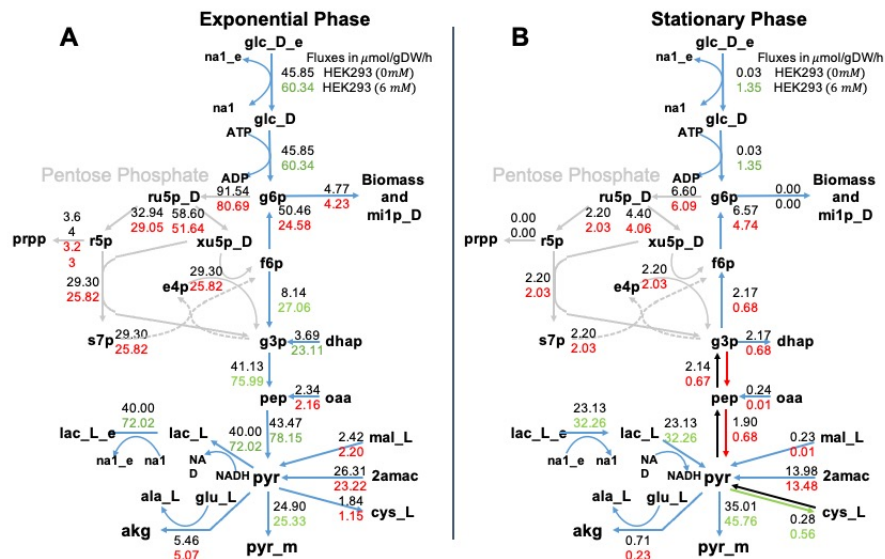 Exponential Phase
A
glc_D_e
na1_e
Fluxes in μmol/gDW/h
45.85 HEK293 (0mM)
60.34 HEK293 (6 mM)
na1
glc_D
ATP
45.85
60.34
ADP
Pentose Phosphate
91.54
80.69
g6p
4.77
4.23
Biomass
and
mi1p_D
ru5p_D
32.94
29.05
58.60
51.64
50.46
24.58
3.6
4
3.2
3
prpp
r5p
xu5p_D
f6p
29.30
25.82
e4p
29.30
25.82
8.14
27.06
s7p
29.30
25.82
g3p
3.69
23.11
dhap
41.13
75.99
pep
2.34
2.16
oaa
40.00
72.02
lac_L_e
na1_e
na1
lac_L
40.00
72.02
43.47
78.15
NA
D
NADH
2.42
2.20
mal_L
pyr
26.31
23.22
2amac
1.84
1.15
cys_L
ala_L
glu_L
akg
5.46
5.07
24.90
25.33
pyr_m
Stationary Phase
B
glc_D_e
na1_e
Fluxes in μmol/gDW/h
0.03 HEK293 (0mM)
1.35 HEK293 (6 mM)
na1
glc_D
ATP
0.03
1.35
ADP
Pentose Phosphate
6.60
6.09
g6p
0.00
0.00
Biomass
and
mi1p_D
ru5p_D
2.20
2.03
4.40
4.06
6.57
4.74
0.00
0.00
prpp
r5p
xu5p_D
f6p
2.20
2.03
e4p
2.20
2.03
2.17
0.68
s7p
2.20
2.03
g3p
2.17
0.68
dhap
2.14
0.67
pep
0.24
0.01
oaa
23.13
32.26
lac_L_e
na1_e
na1
lac_L
23.13
32.26
1.90
0.68
NA
D
NADH
0.23
0.01
mal_L
pyr
13.98
13.48
2amac
0.28
0.56
cys_L
ala_L
glu_L
akg
0.71
0.23
35.01
45.76
pyr_m